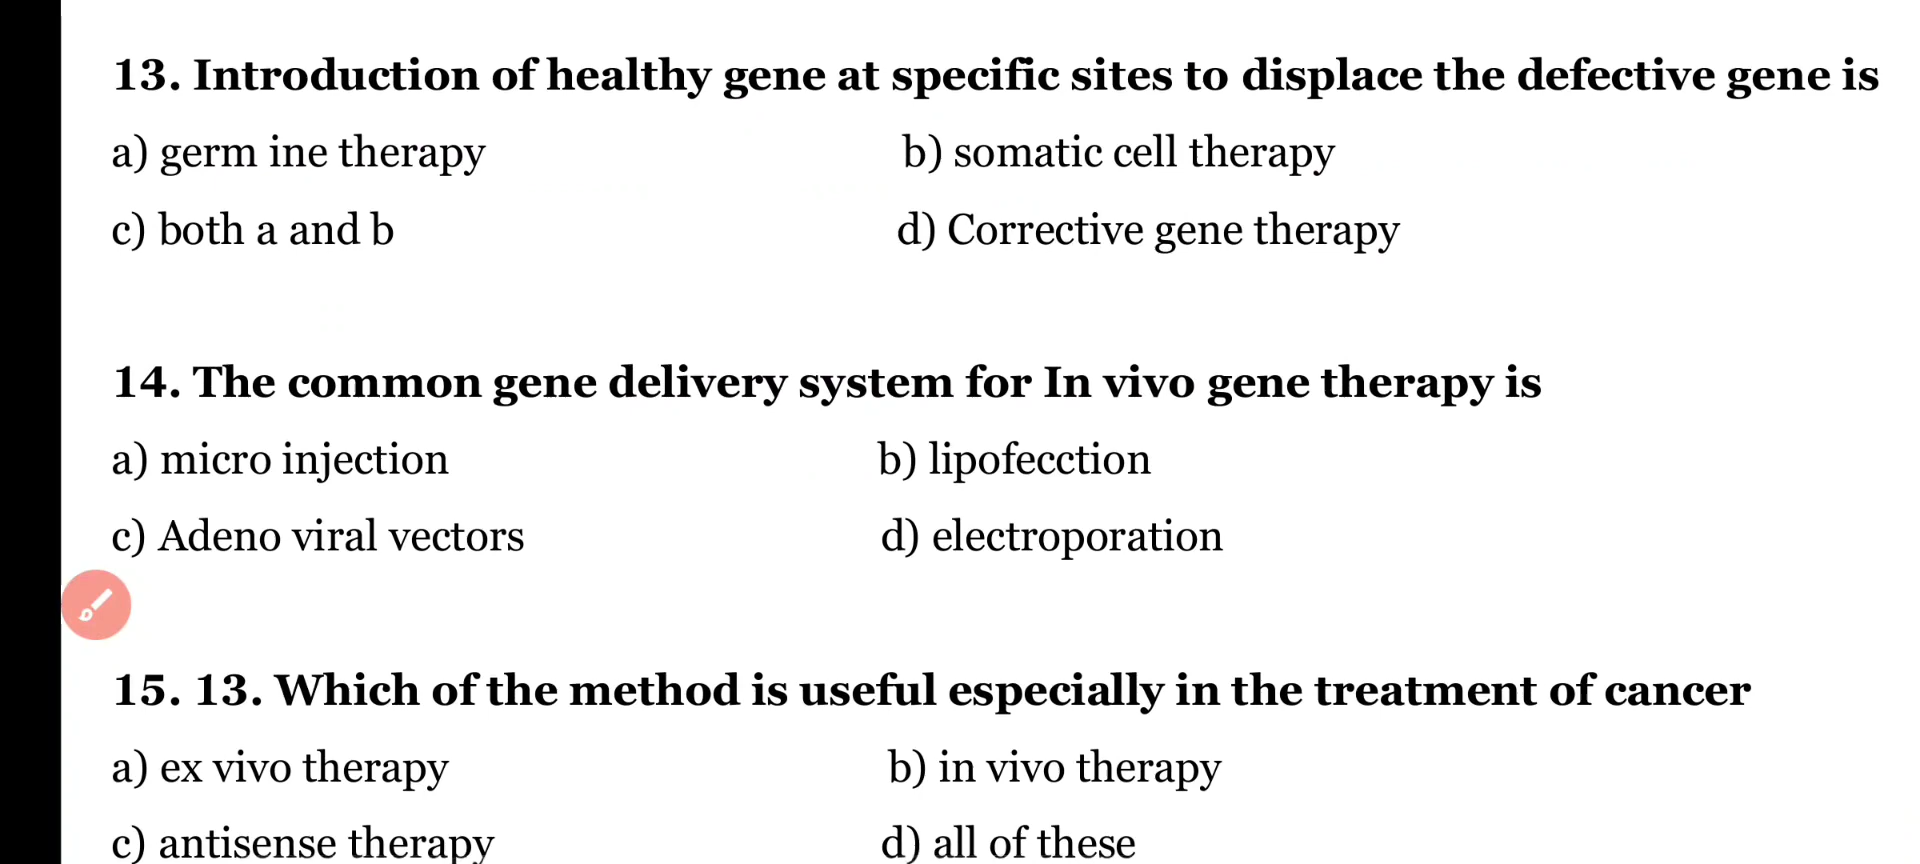 13. Introduction of healthy gene at specific sites to displace the defective gene is
a) germ ine therapy b) somatic cell therapy
c) both a and b d) Corrective gene therapy
14. The common gene delivery system for In vivo gene therapy is
a) micro injection b) lipofecction
c) Adeno viral vectors d) electroporation
15. 13. Which of the method is useful especially in the treatment of cancer
a) ex vivo therapy b) in vivo therapy
c) antisense therapy d) all of these